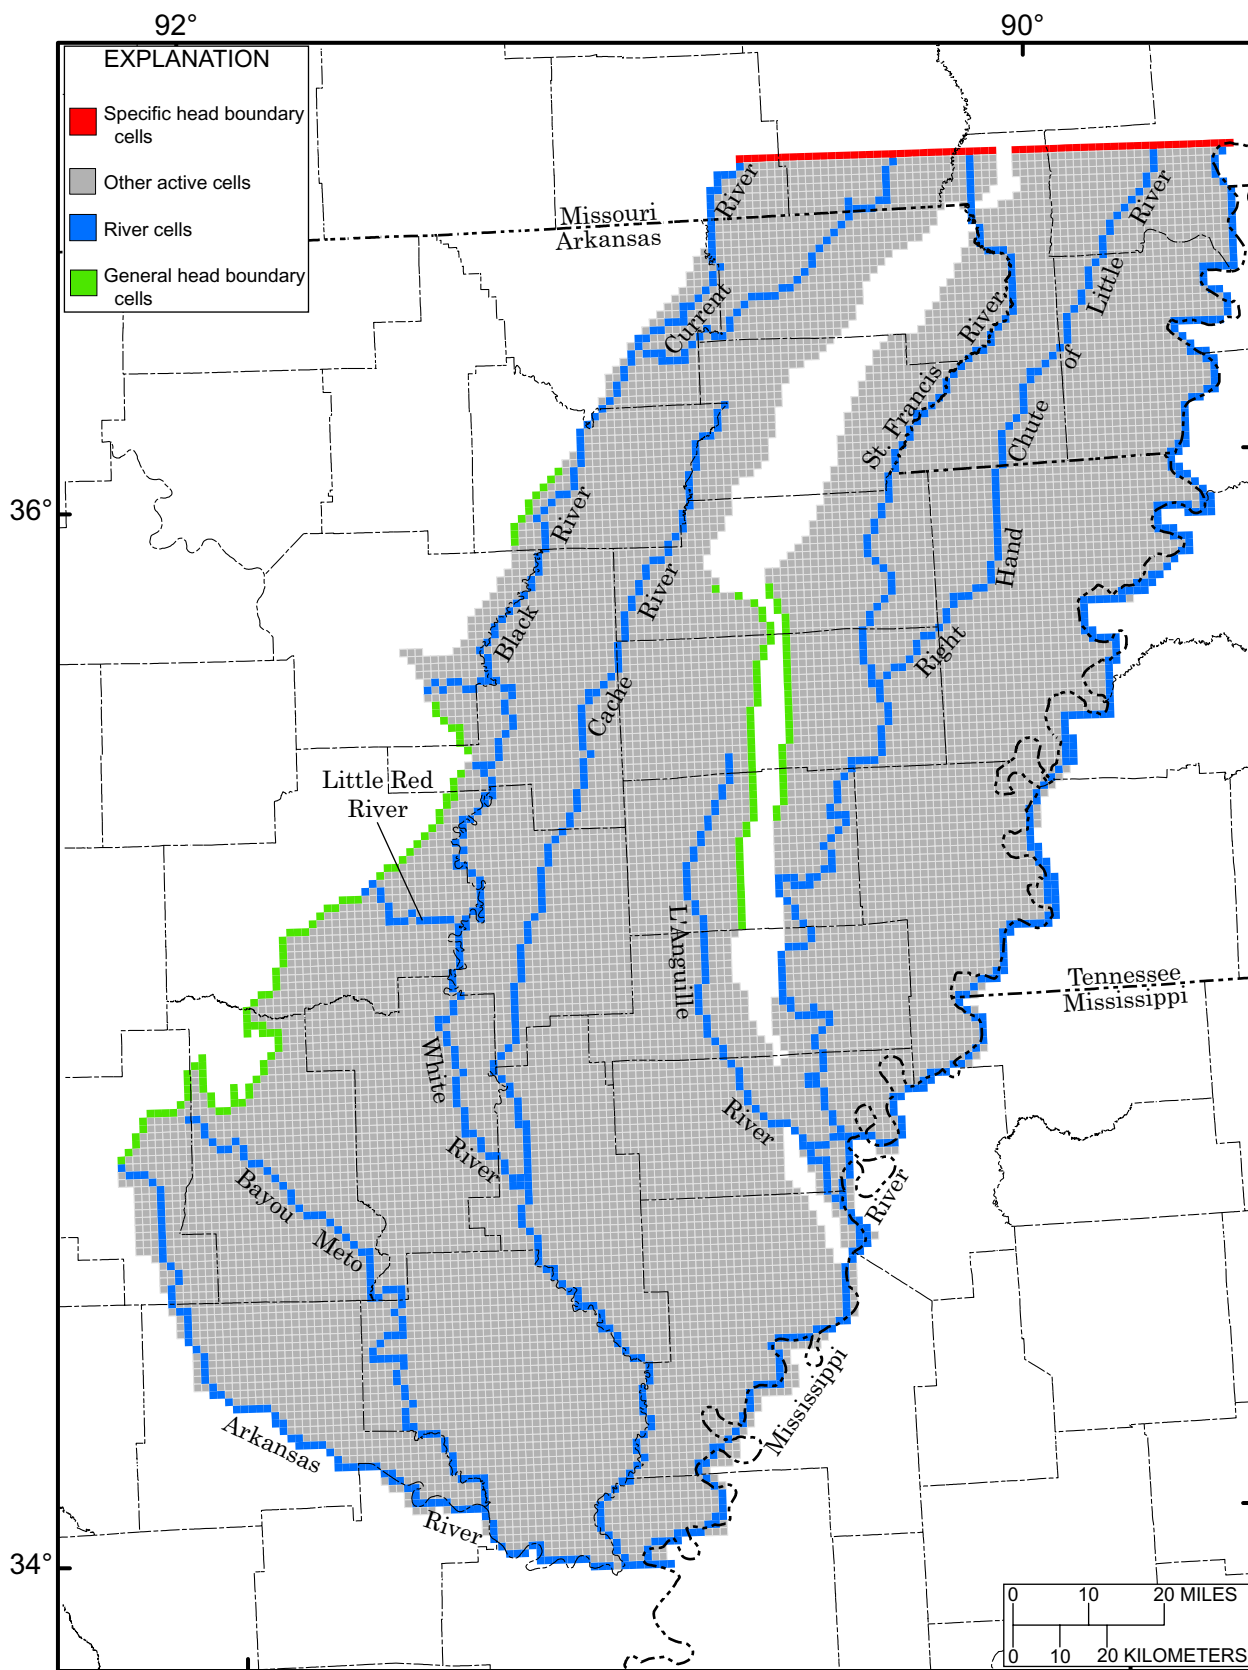 92°
90°
EXPLANATION
Specific head boundary
cells
Other active cells
River cells
General head boundary
cells
Missouri
Arkansas
River
Current
River
Little
River
of
Chute
St. Francis
36°
River
Black
River
Cache
Hand
Right
Little Red
River
L'Anguille
River
White
River
Tennessee
Mississippi
Bayou
Meto
River
Mississippi
Arkansas
River
34°
0 10 20 MILES
0 10 20 KILOMETERS